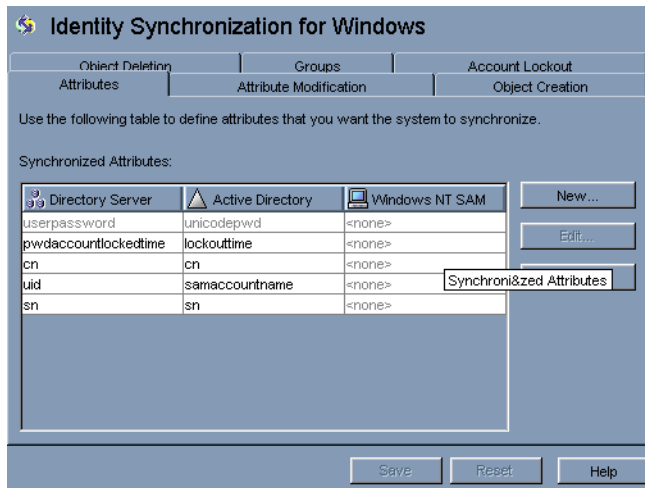 Identity Synchronization for Windows
Object Deletion Groups Account Lockout
Attributes Attribute Modification Object Creation
Use the following table to define attributes that you want the system to synchronize.
Synchronized Attributes:
Directory Server Active Directory Windows NT SAM New...
userpassword unicodepwd <none>
Edit...
pwdaccountlockedtime lockouttime <none>
cn cn <none>
uid samaccountname <none> Synchroni&zed Attributes
sn sn <none>
Save Reset Help